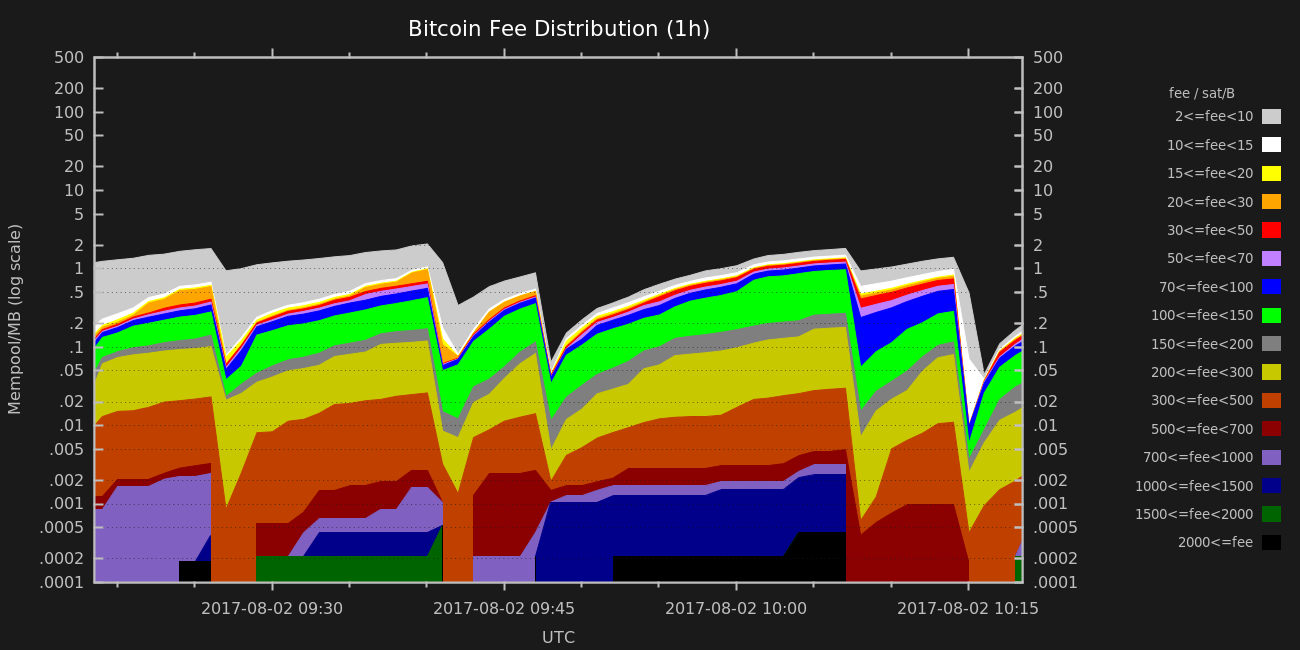 Bitcoin Fee Distribution (1h)
Mempool/MB (log scale)
500
200
100
50
20
10
5
2
1
.5
.2
.1
.05
.02
.01
.005
.002
.001
.0005
.0002
.0001
500
200
100
50
20
10
5
2
1
.5
.2
.1
.05
.02
.01
.005
.002
.001
.0005
.0002
.0001
2017-08-02 09:30
2017-08-02 09:45
2017-08-02 10:00
2017-08-02 10:15
UTC
fee / sat/B
2<=fee<10
10<=fee<15
15<=fee<20
20<=fee<30
30<=fee<50
50<=fee<70
70<=fee<100
100<=fee<150
150<=fee<200
200<=fee<300
300<=fee<500
500<=fee<700
700<=fee<1000
1000<=fee<1500
1500<=fee<2000
2000<=fee